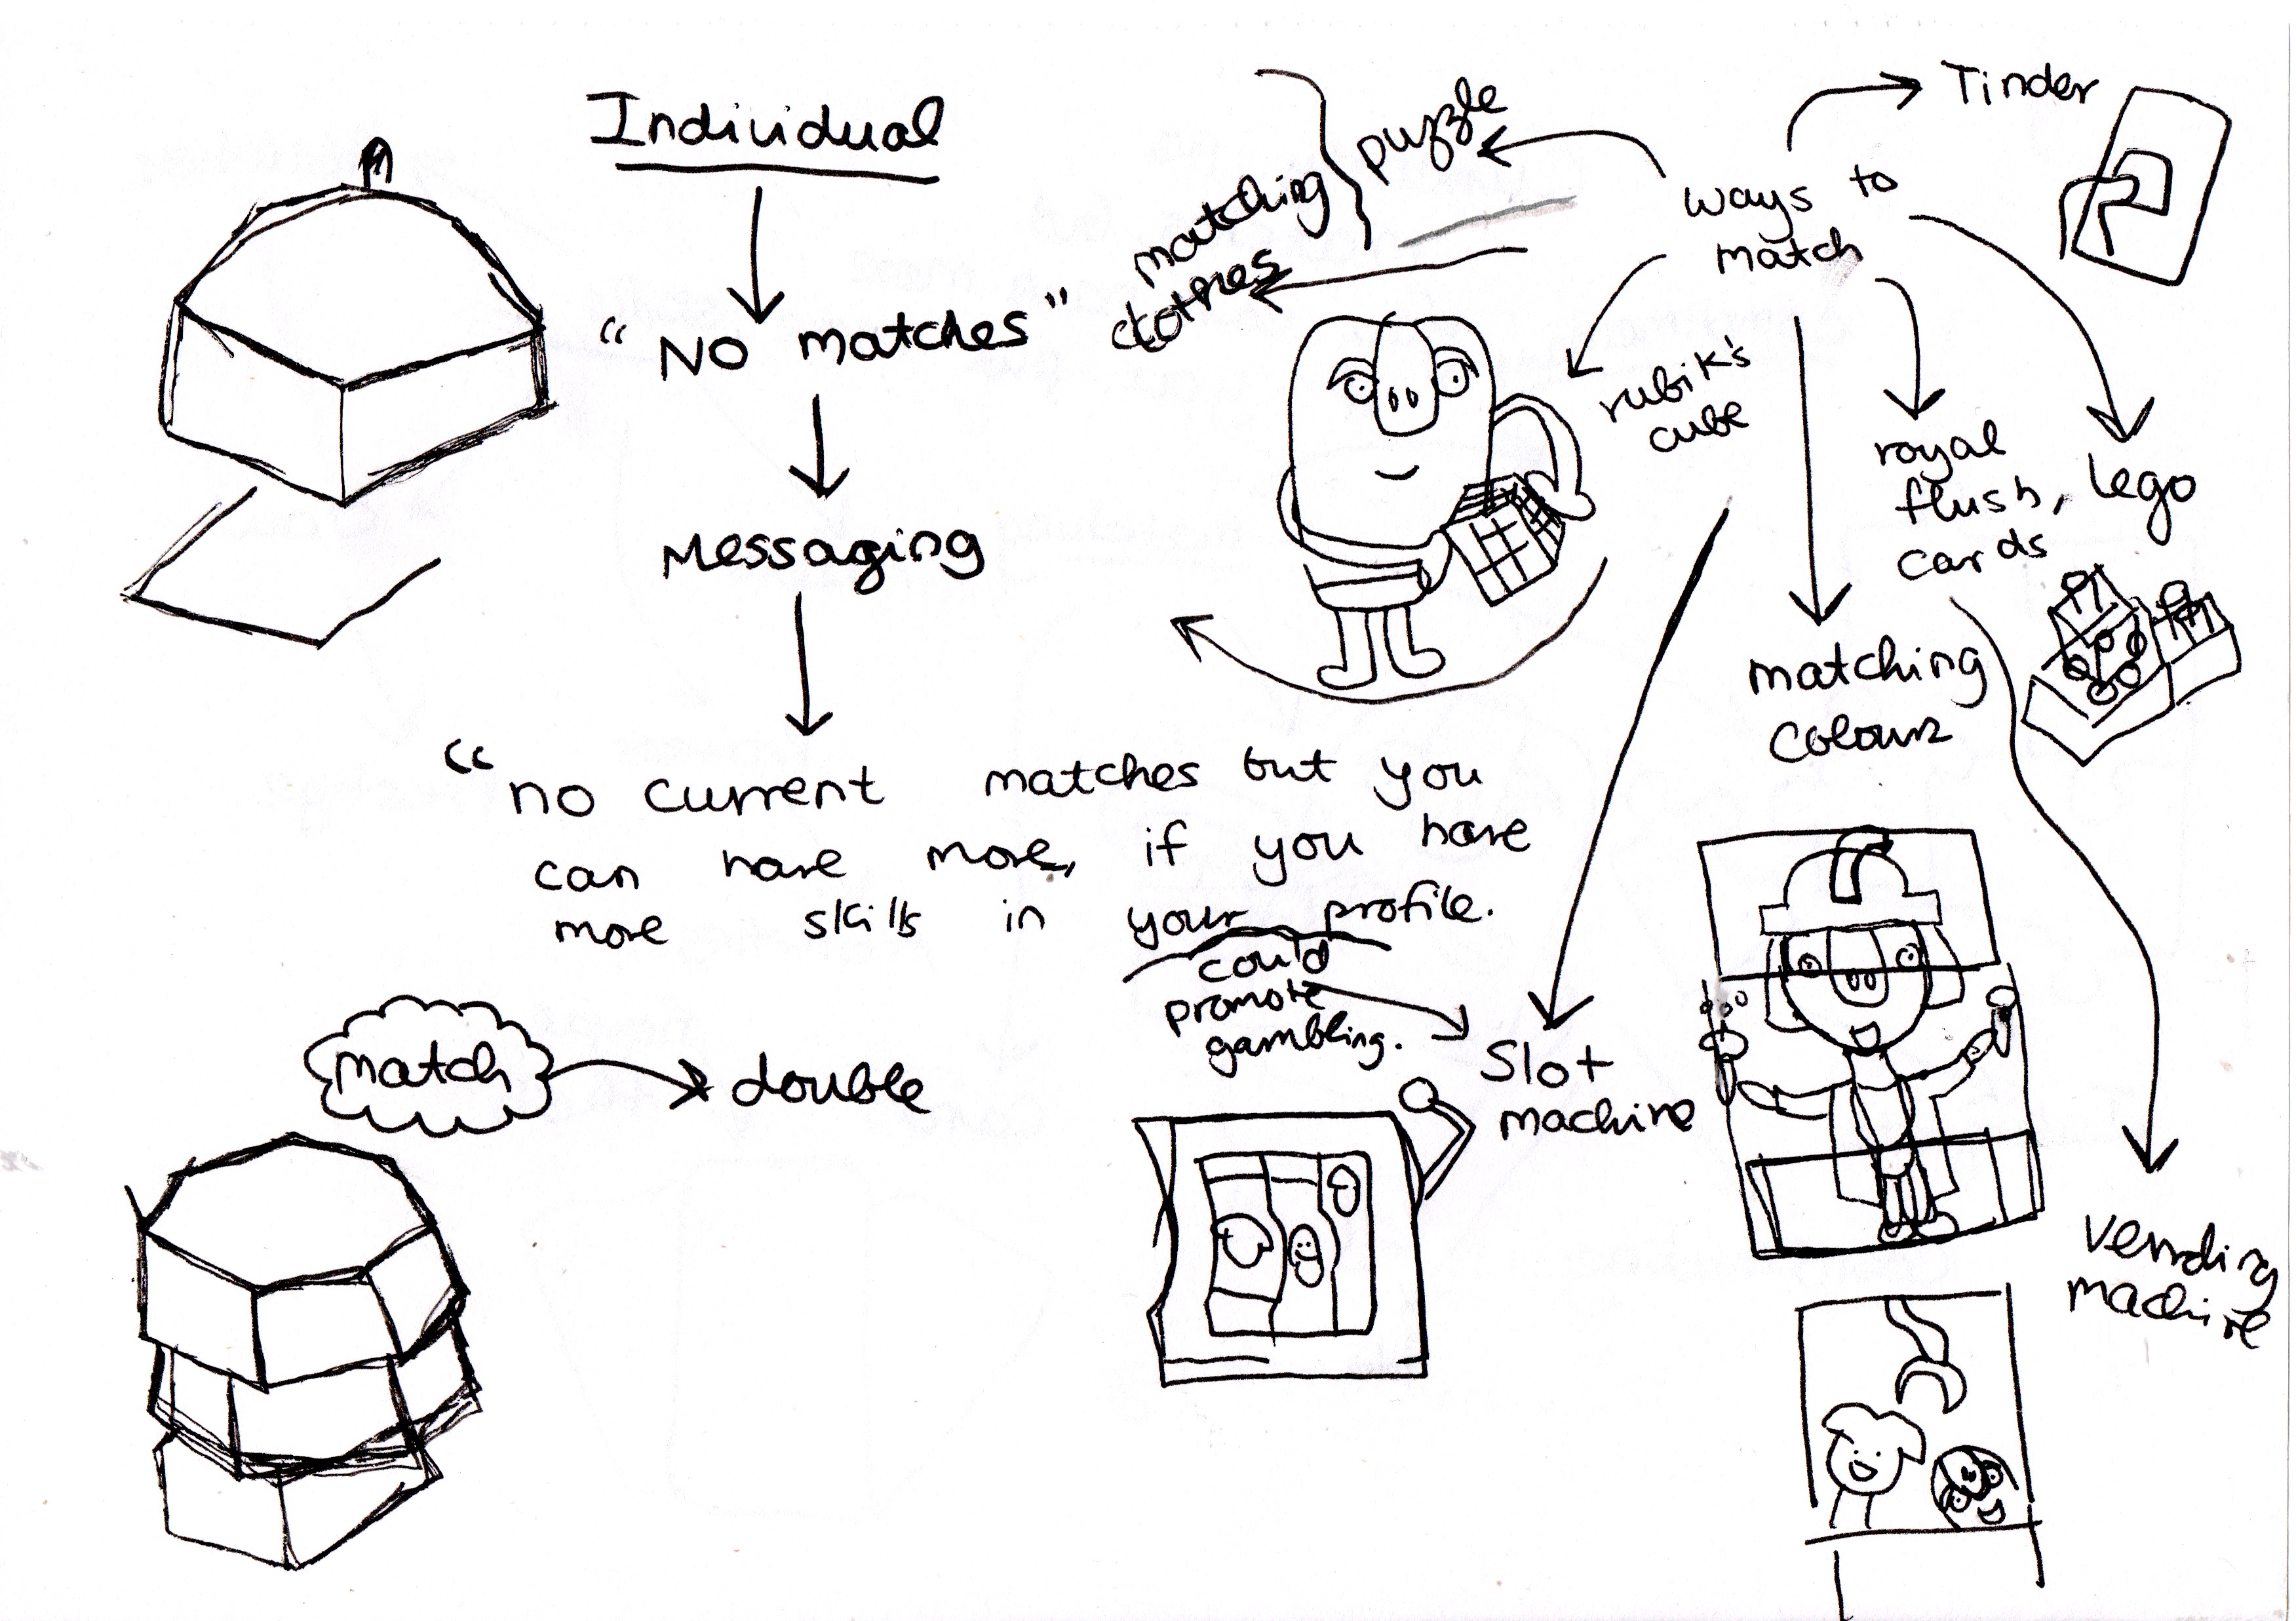 Individual
"NO matches"
Messaging
"no current matches but you
can have more, if you have
more skills in your profile.
could
promote
gambling.
match
double
ways to
match
Tinder
puzzle
matching
clothes
rubik's
cube
royal
flush,
cards
Lego
matching
colours
Slot
machine
Vending
machine